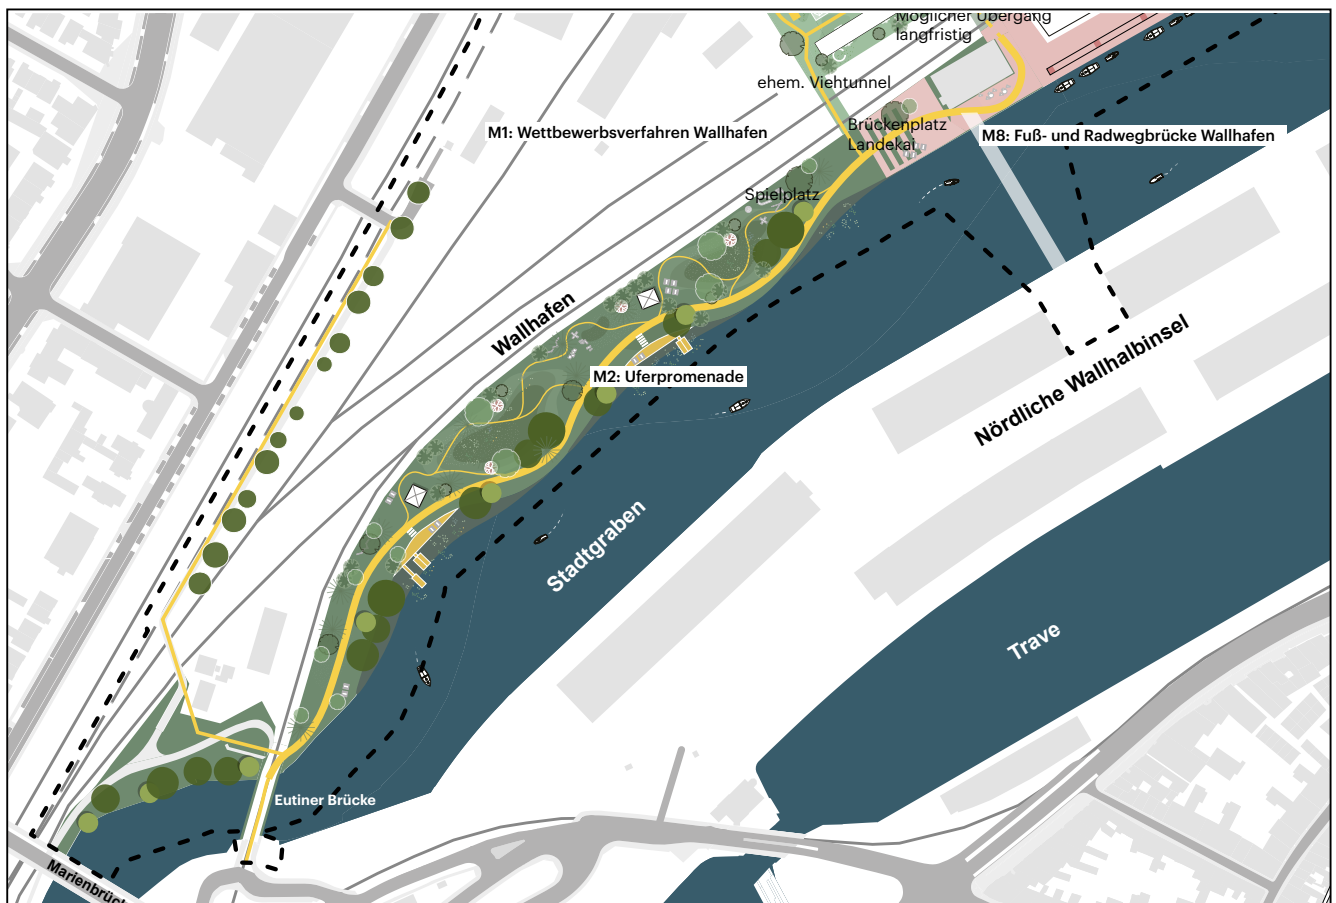 Möglicher Übergang
langfristig
ehem. Viehtunnel
M1: Wettbewerbsverfahren Wallhafen
Brückenplatz
Landekai
M8: Fuß- und Radwegbrücke Wallhafen
Spielplatz
Wallhafen
M2: Uferpromenade
Nördliche Wallhalbinsel
Stadtgraben
Trave
Eutiner Brücke
Marienbrüc